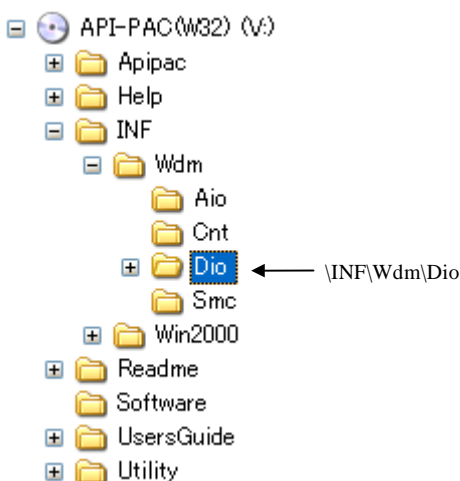 API-PAC(W32) (V:)
Apipac
Help
INF
Wdm
Aio
Cnt
Dio
\INF\Wdm\Dio
Smc
Win2000
Readme
Software
UsersGuide
Utility